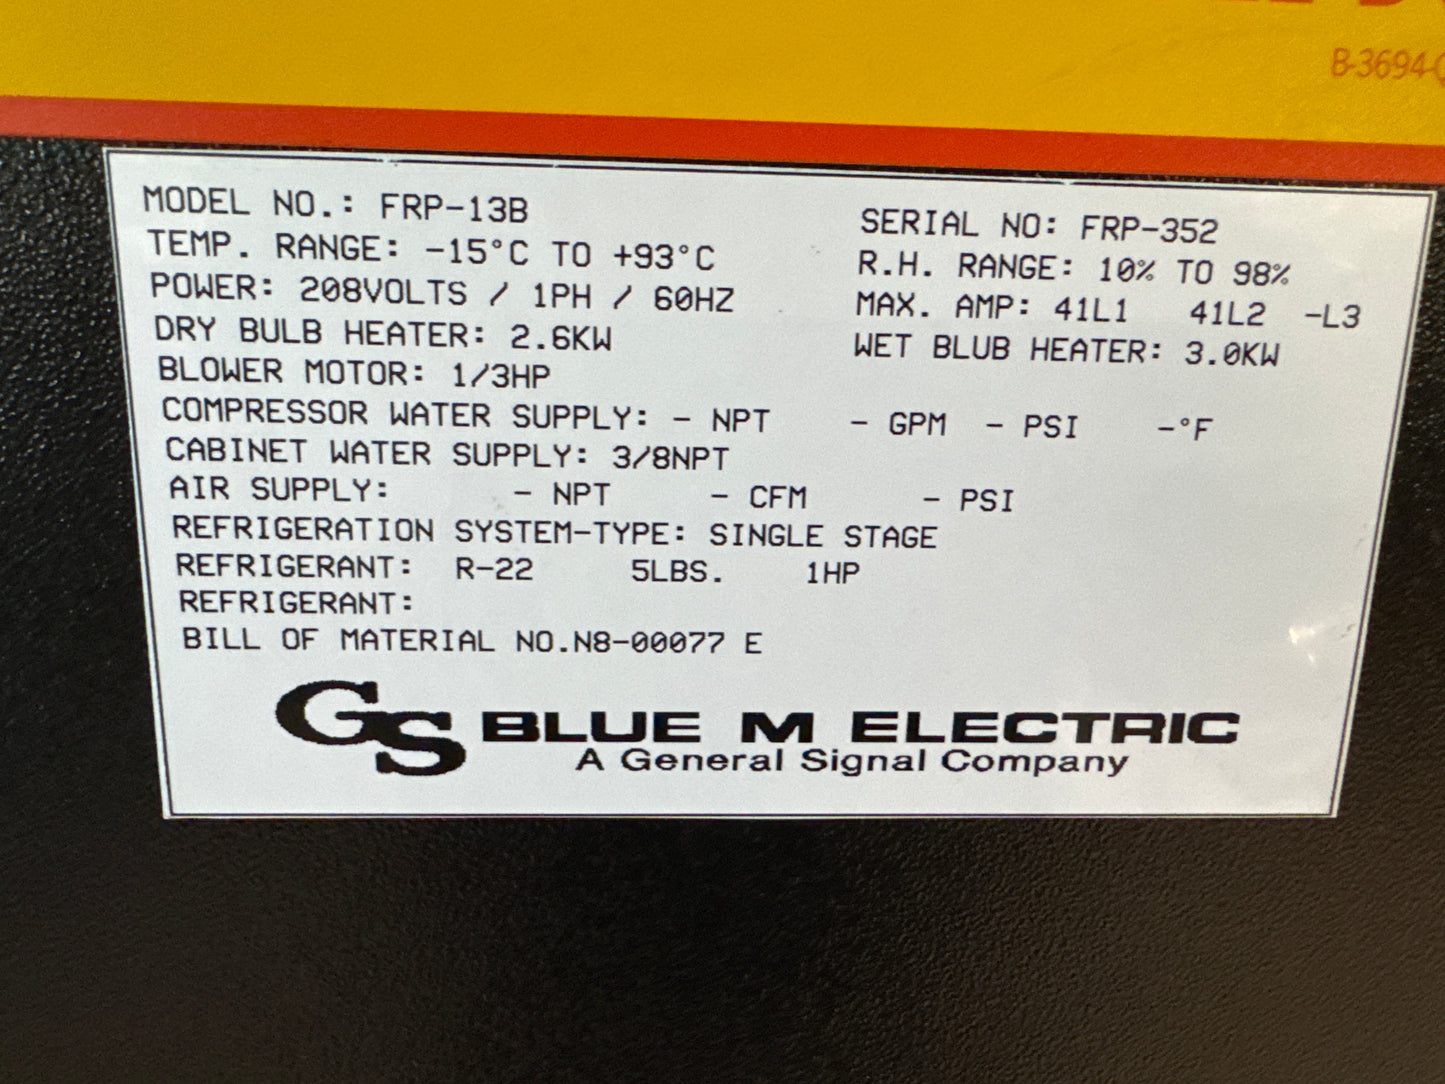 B-3694-
MODEL NO.: FRP-13B SERIAL NO: FRP-352
TEMP. RANGE: -15°C TO +93°C R.H. RANGE: 10% TO 98%
POWER: 208VOLTS / 1PH / 60HZ MAX. AMP: 41L1 41L2 -L3
DRY BULB HEATER: 2.6KW WET BLUB HEATER: 3.0KW
BLOWER MOTOR: 1/3HP
COMPRESSOR WATER SUPPLY: - NPT - GPM - PSI -°F
CABINET WATER SUPPLY: 3/8NPT
AIR SUPPLY: - NPT - CFM - PSI
REFRIGERATION SYSTEM-TYPE: SINGLE STAGE
REFRIGERANT: R-22 5LBS. 1HP
REFRIGERANT:
BILL OF MATERIAL NO.N8-00077 E
GS BLUE M ELECTRIC
A General Signal Company